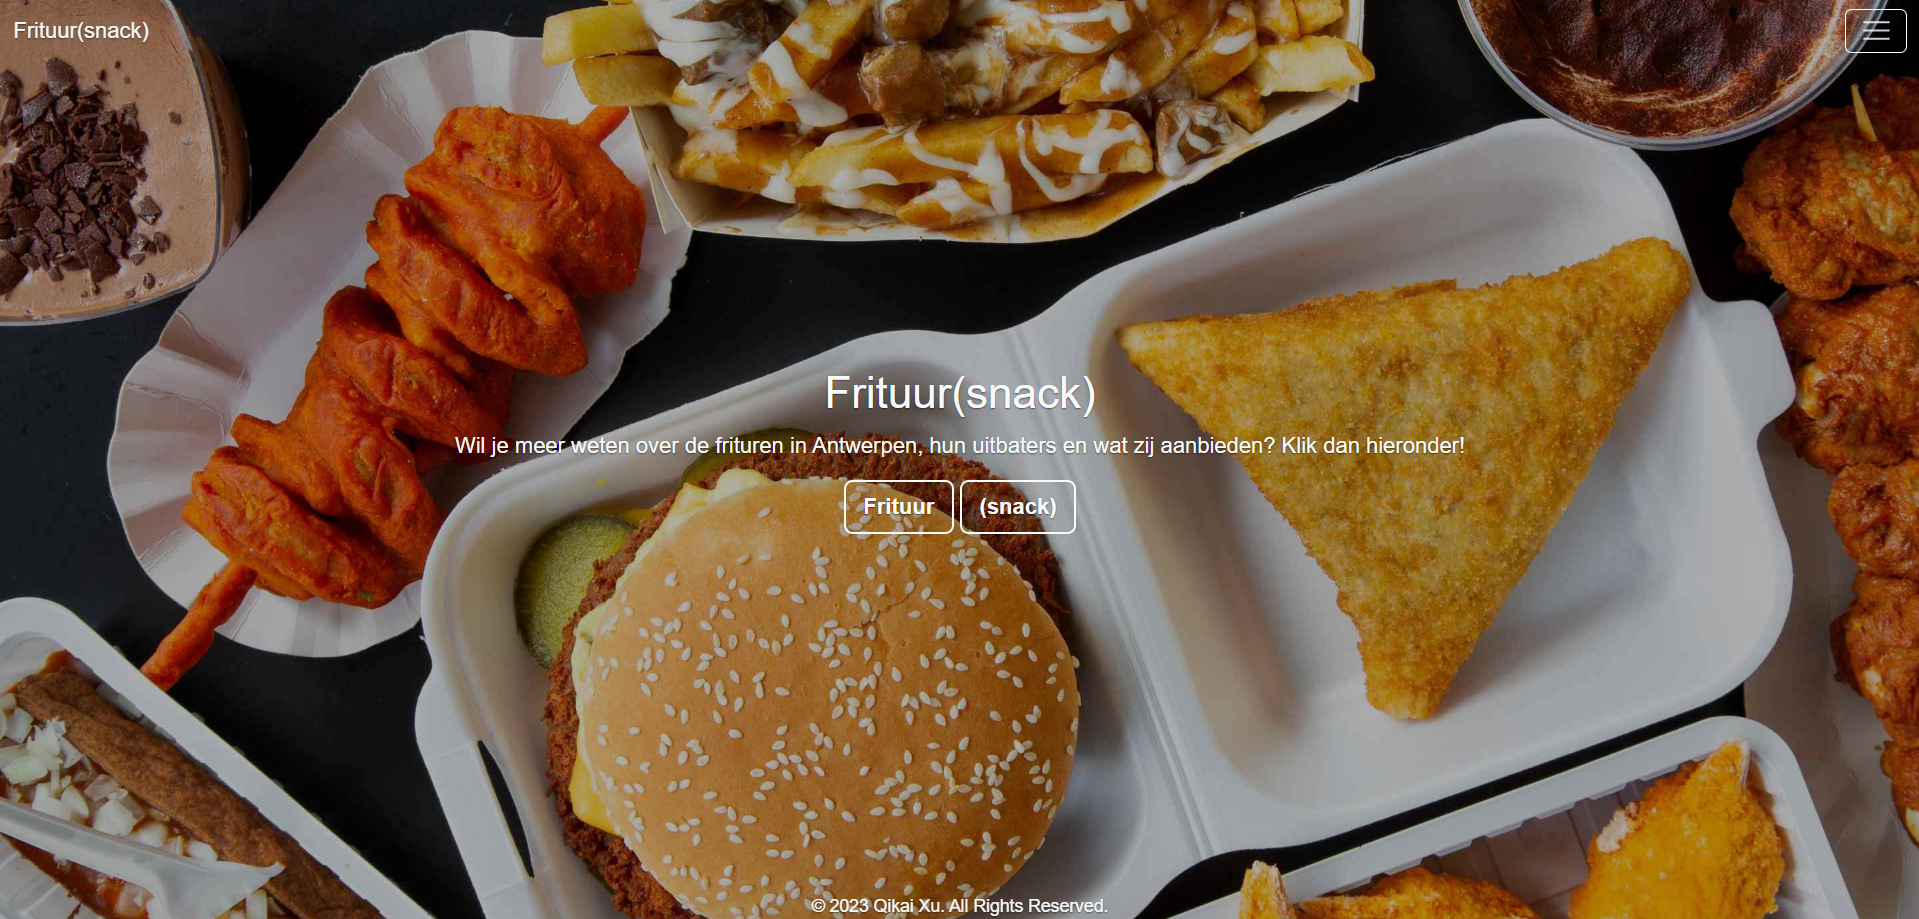 Frituur(snack)
Frituur(snack)
Wil je meer weten over de frituren in Antwerpen, hun uitbaters en wat zij aanbieden? Klik dan hieronder!
Frituur
(snack)
© 2023 Qikai Xu. All Rights Reserved.